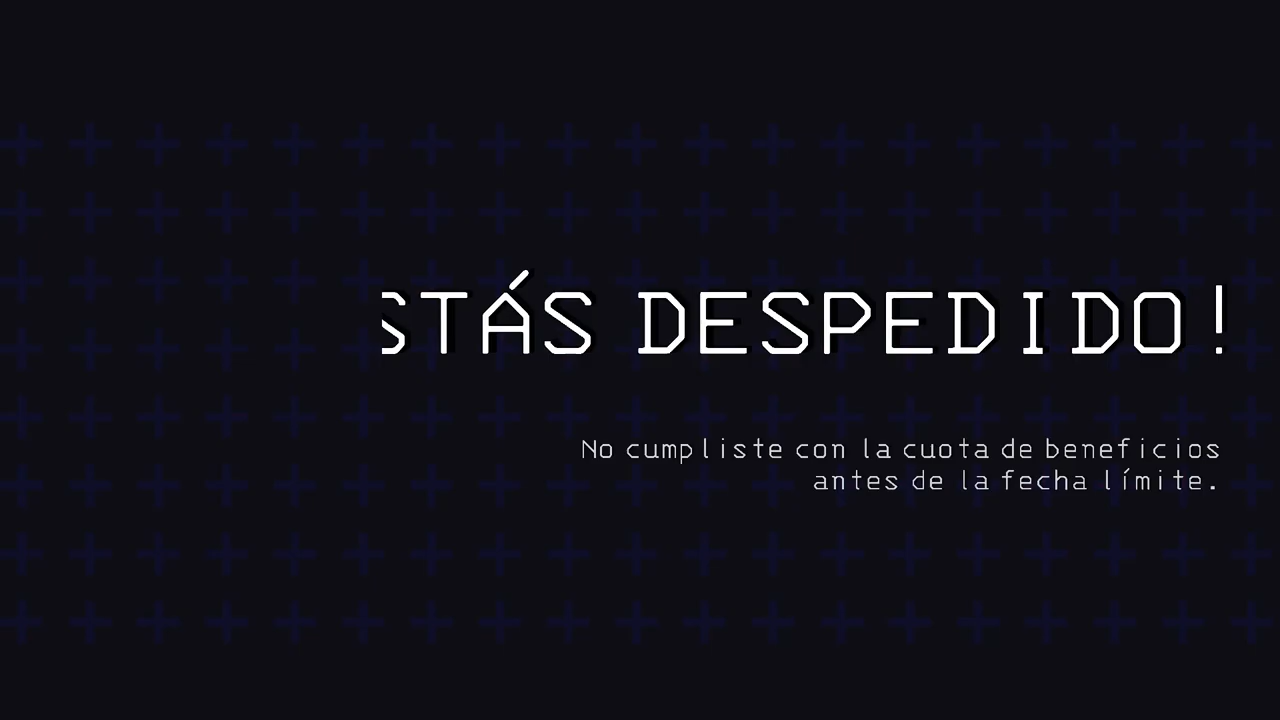 STÁS DESPEDIDO!
No cumpliste con la cuota de beneficios
antes de la fecha límite.